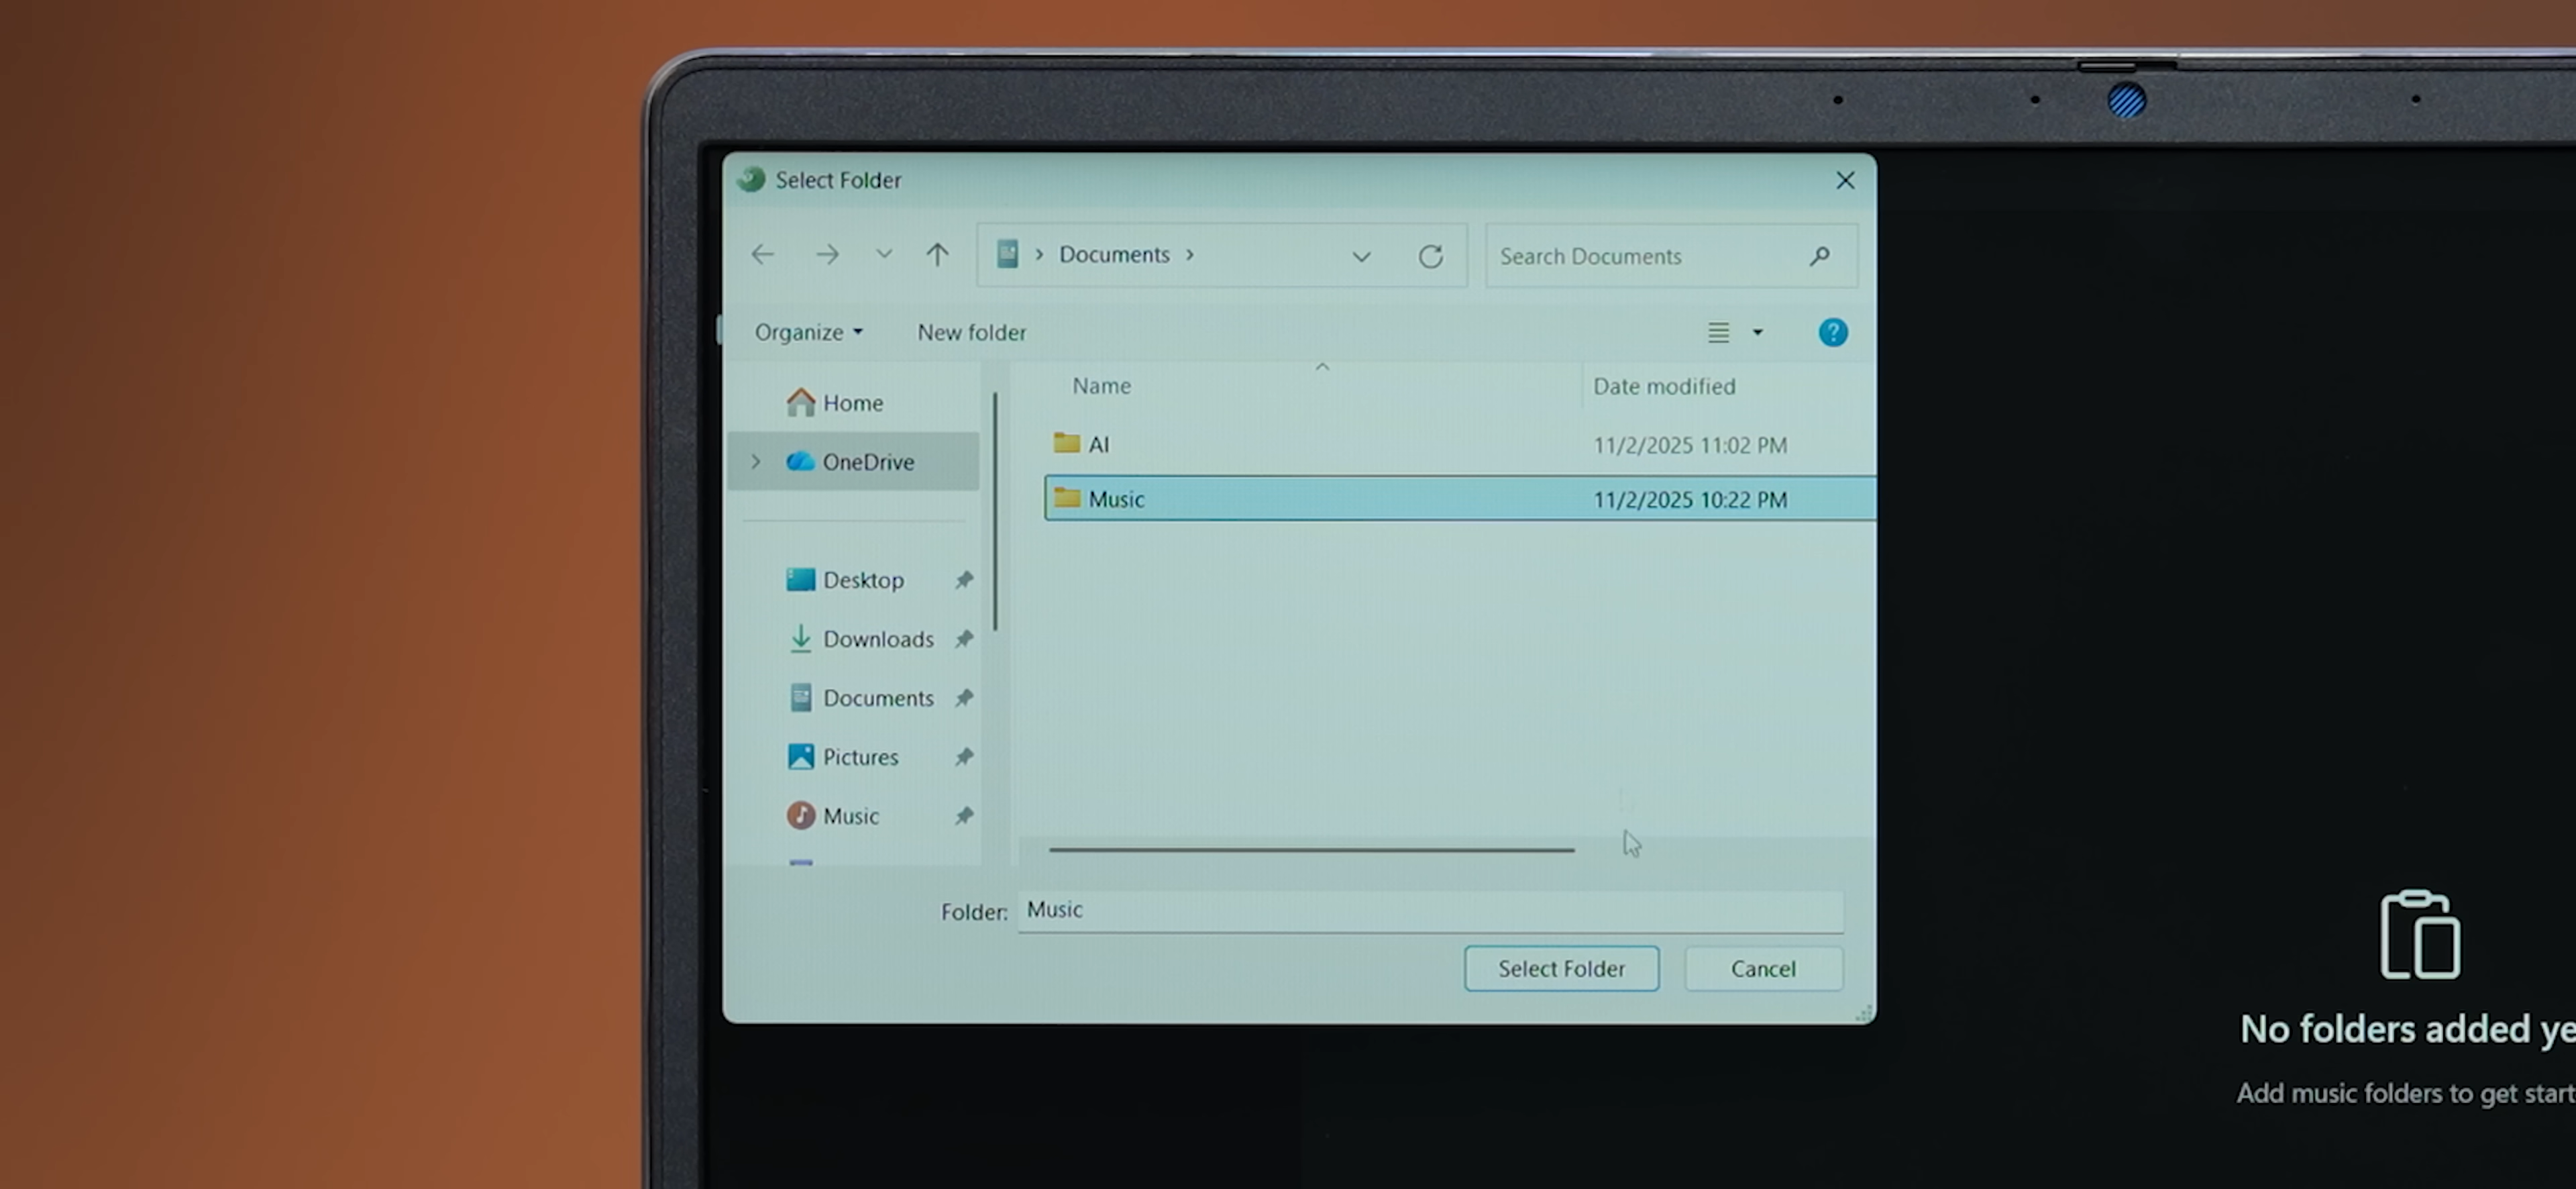 Select Folder
Documents
Search Documents
Organize
New folder
Home
OneDrive
Desktop
Downloads
Documents
Pictures
Music
Name
Date modified
AI
11/2/2025 11:02 PM
Music
11/2/2025 10:22 PM
Folder:
Music
Select Folder
Cancel
No folders added ye
Add music folders to get start